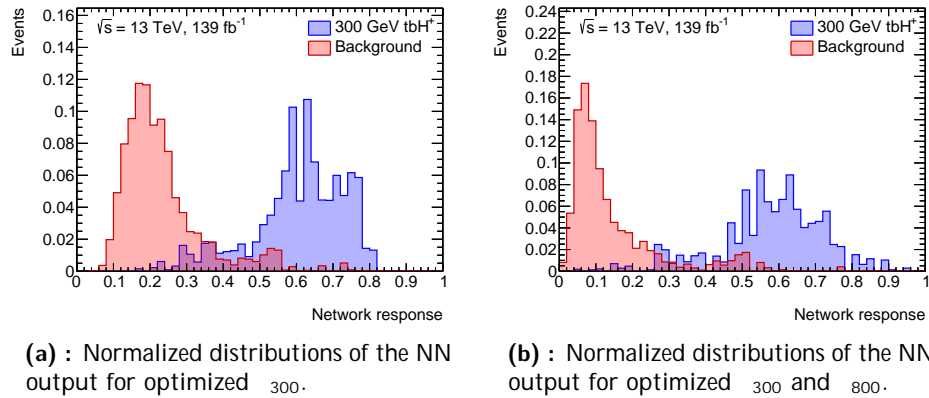 Events
0.16
0.14
0.12
0.1
0.08
0.06
0.04
0.02
0
√s = 13 TeV, 139 fb⁻¹
300 GeV tbH⁺
Background
0 0.1 0.2 0.3 0.4 0.5 0.6 0.7 0.8 0.9 1
Network response
(a) : Normalized distributions of the NN
output for optimized 300.
Events
0.24
0.22
0.2
0.18
0.16
0.14
0.12
0.1
0.08
0.06
0.04
0.02
0
√s = 13 TeV, 139 fb⁻¹
300 GeV tbH⁺
Background
0 0.1 0.2 0.3 0.4 0.5 0.6 0.7 0.8 0.9 1
Network response
(b) : Normalized distributions of the NN
output for optimized 300 and 800.